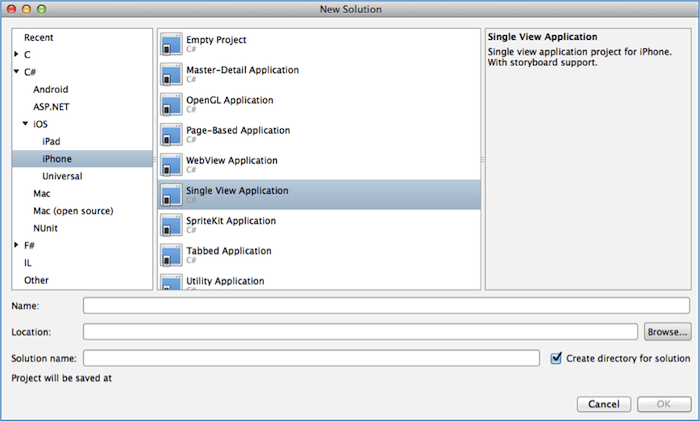 New Solution
Recent
C
C#
Android
ASP.NET
iOS
iPad
iPhone
Universal
Mac
Mac (open source)
NUnit
F#
IL
Other
Empty Project
C#
Master-Detail Application
C#
OpenGL Application
C#
Page-Based Application
C#
WebView Application
C#
Single View Application
C#
SpriteKit Application
C#
Tabbed Application
C#
Utility Application
Single View Application
Single view application project for iPhone.
With storyboard support.
Name:
Location:
Browse...
Solution name:
Create directory for solution
Project will be saved at
Cancel
OK